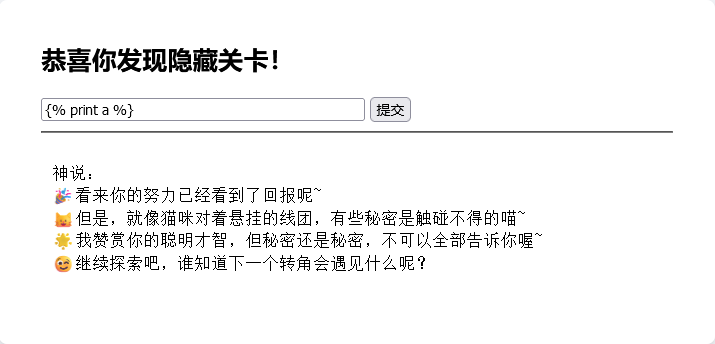 恭喜你发现隐藏关卡！
{% print a %}
提交
神说：
🎉看来你的努力已经看到了回报呢~
😼但是，就像猫咪对着悬挂的线团，有些秘密是触碰不得的喵~
🌟我赞赏你的聪明才智，但秘密还是秘密，不可以全部告诉你喔~
😉继续探索吧，谁知道下一个转角会遇见什么呢？